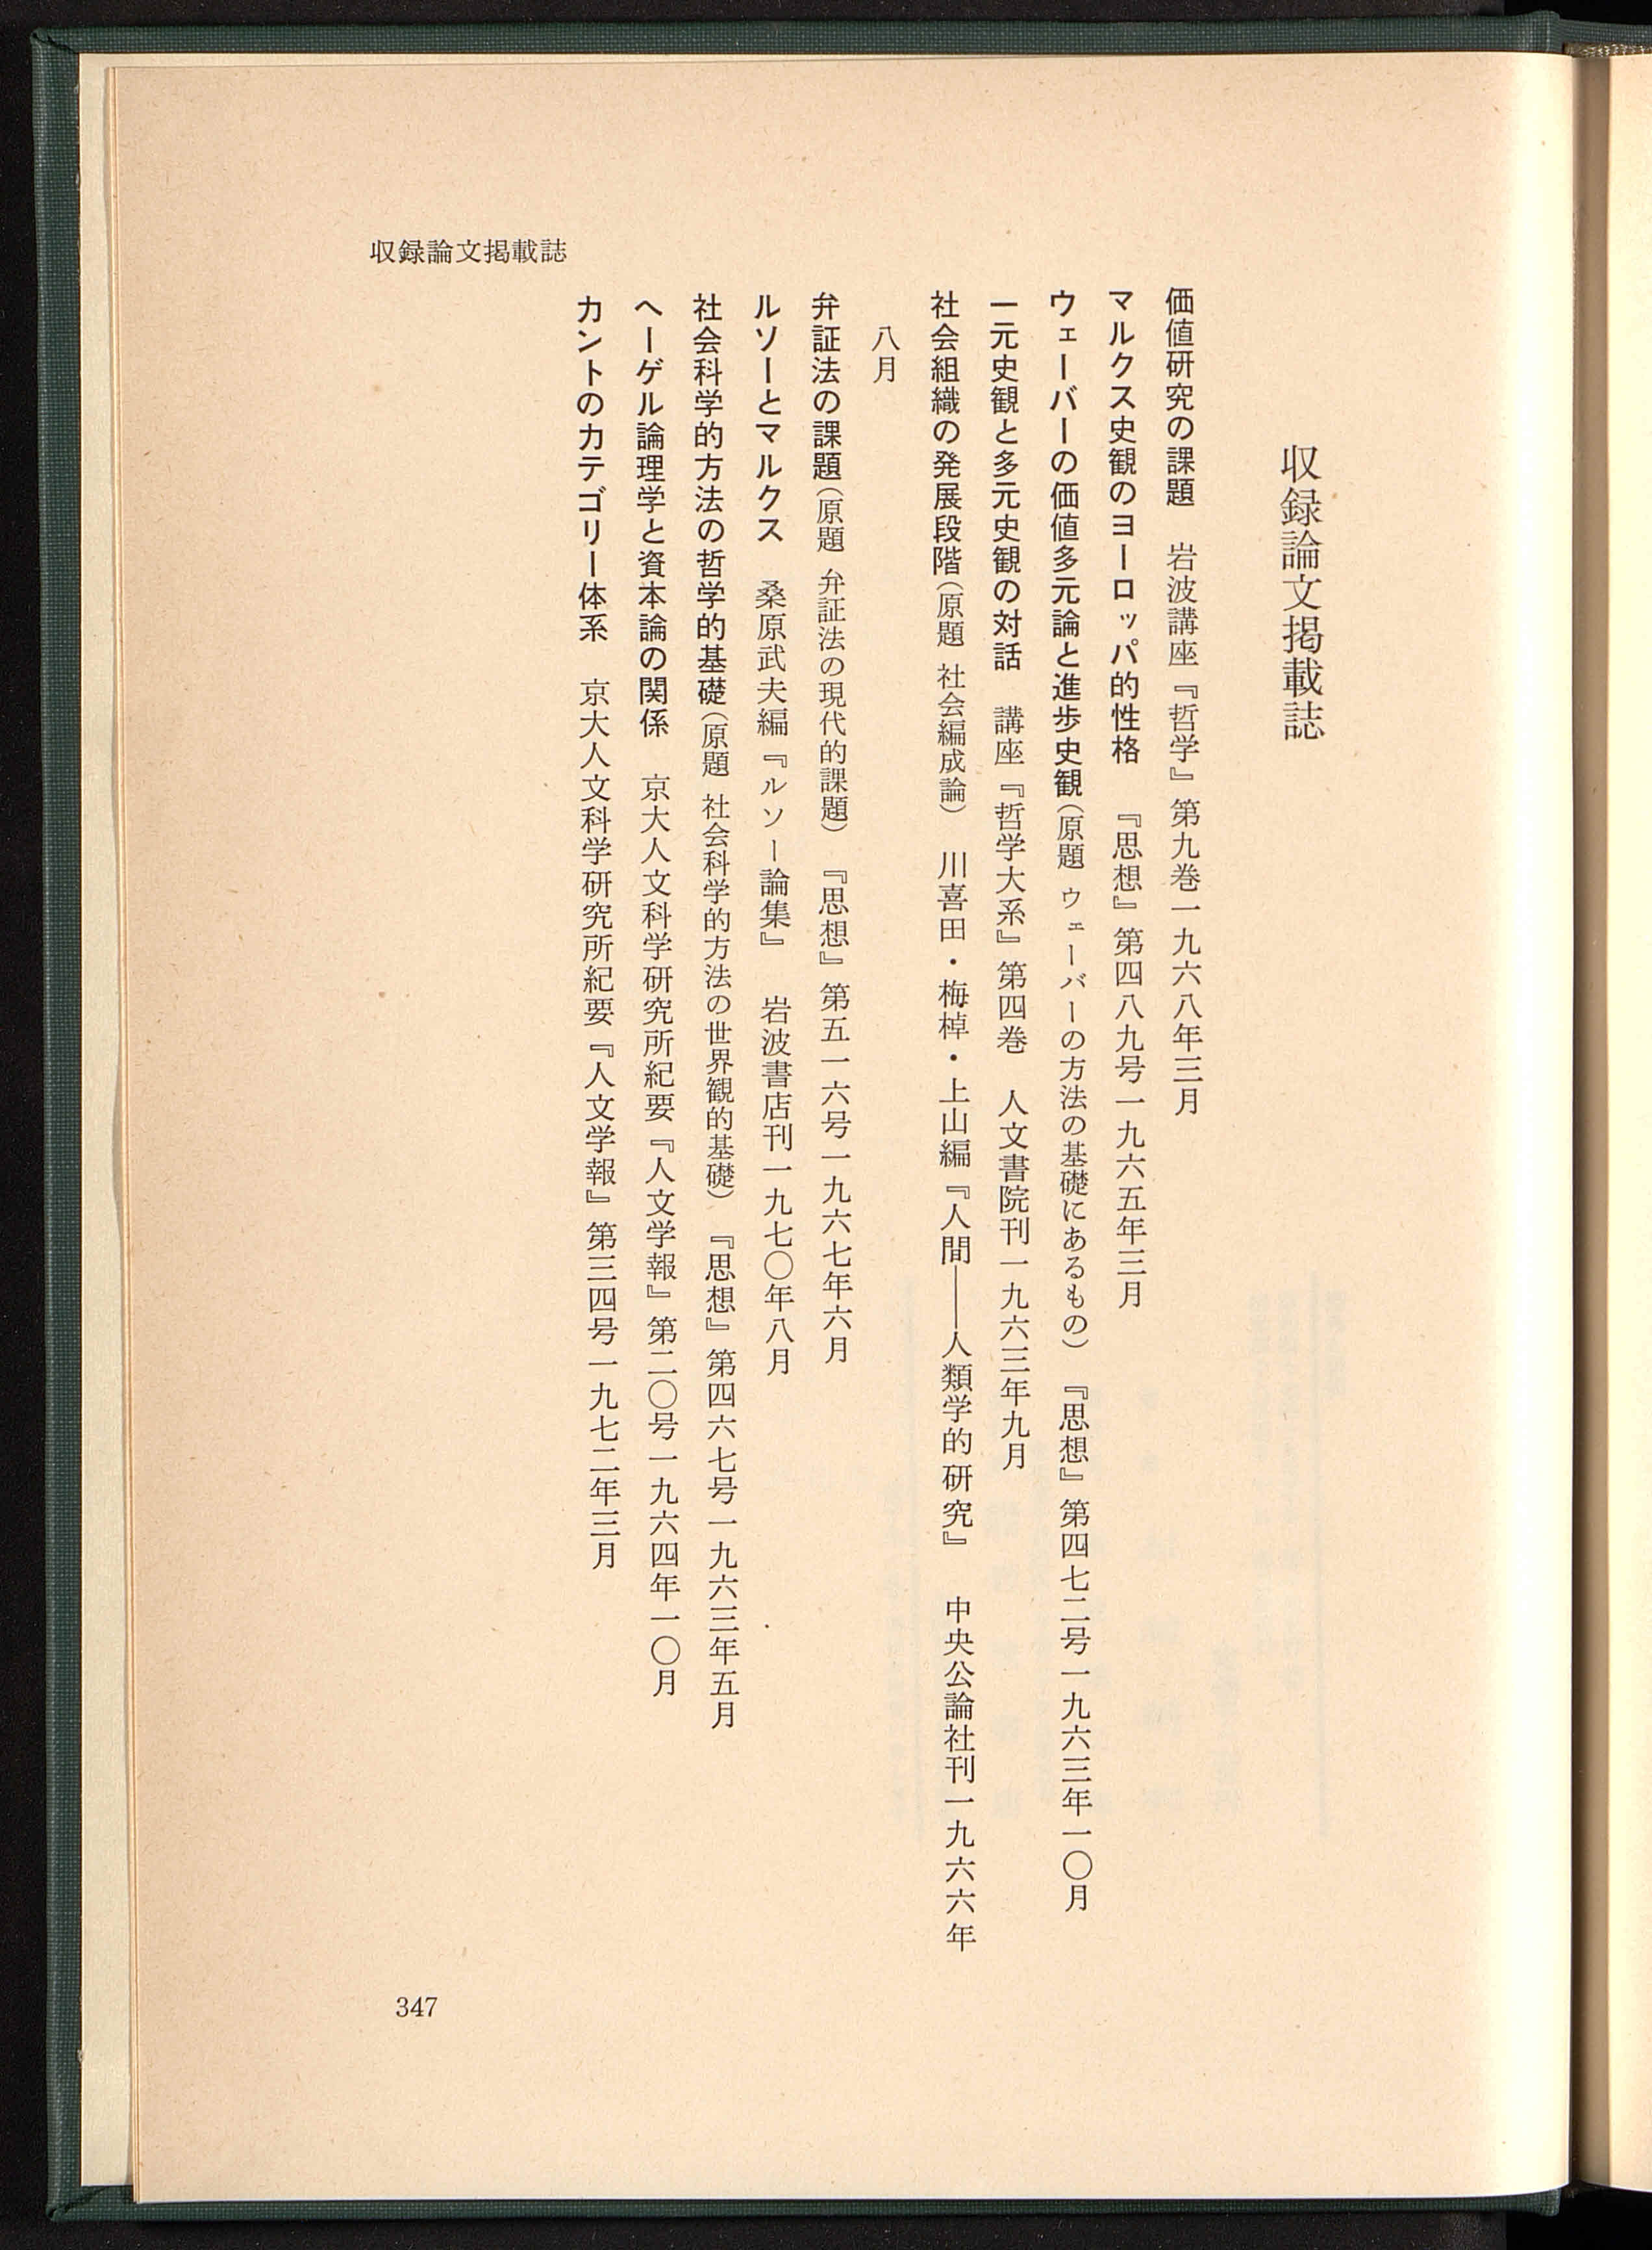 収録論文掲載誌
価値研究の課題　岩波講座『哲学』第九巻一九六八年三月
マルクス史観のヨーロッパ的性格　『思想』第四八九号一九六五年三月
ウェーバーの価値多元論と進歩史観（原題 ウェーバーの方法の基礎にあるもの）　『思想』第四七二号一九六三年一〇月
一元史観と多元史観の対話　講座『哲学大系』第四巻　人文書院刊一九六三年九月
社会組織の発展段階（原題 社会編成論）　川喜田・梅棹・上山編『人間――人類学的研究』　中央公論社刊一九六六年
八月
弁証法の課題（原題 弁証法の現代的課題）　『思想』第五一六号一九六七年六月
ルソーとマルクス　桑原武夫編『ルソー論集』　岩波書店刊一九七〇年八月
社会科学的方法の哲学的基礎（原題 社会科学的方法の世界観的基礎）　『思想』第四六七号一九六三年五月
ヘーゲル論理学と資本論の関係　京大人文科学研究所紀要『人文学報』第二〇号一九六四年一〇月
カントのカテゴリー体系　京大人文科学研究所紀要『人文学報』第三四号一九七二年三月
収録論文掲載誌
347